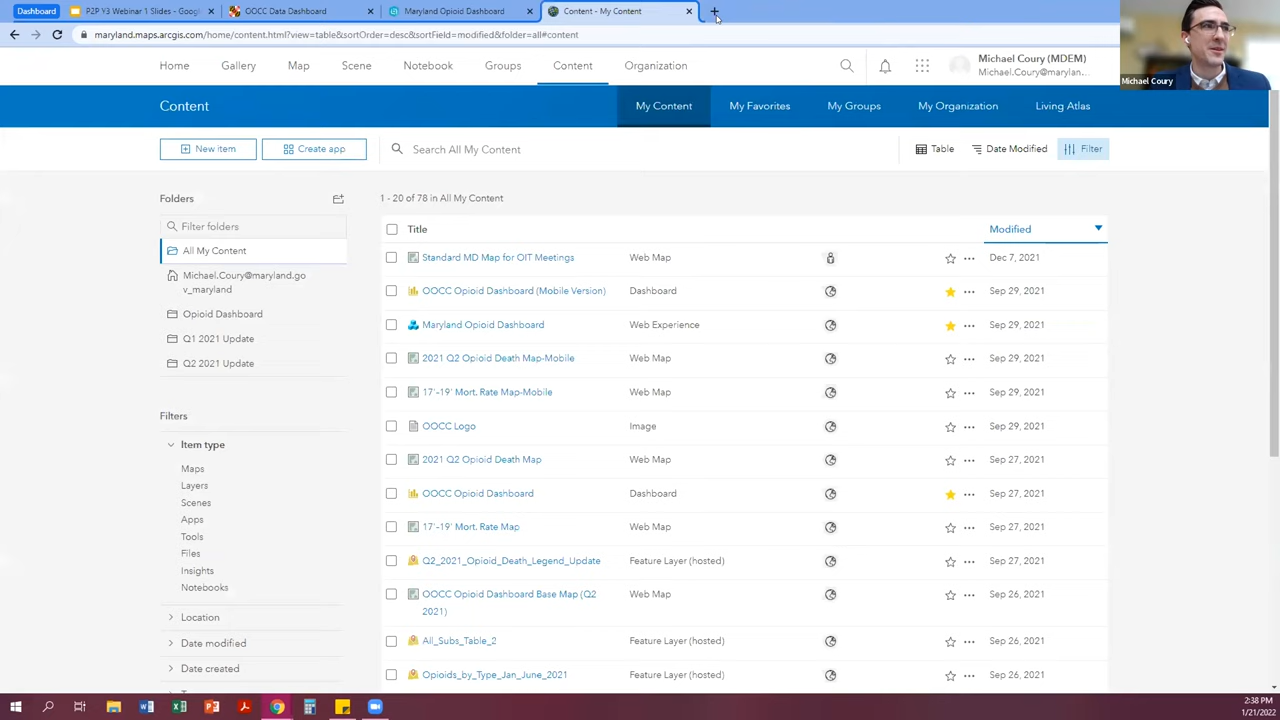 Dashboard
P2P Y3 Webinar 1 Slides - Googl
OOCC Data Dashboard
Maryland Opioid Dashboard
Content - My Content
maryland.maps.arcgis.com/home/content.html?view=table&sortOrder=desc&sortField=modified&folder=all#content
Home
Gallery
Map
Scene
Notebook
Groups
Content
Organization
Michael Coury (MDEM)
Michael.Coury@marylan...
Michael Coury
Content
My Content
My Favorites
My Groups
My Organization
Living Atlas
New item
Create app
Search All My Content
Table
Date Modified
Filter
Folders
Filter folders
All My Content
Michael.Coury@maryland.go
v_maryland
Opioid Dashboard
Q1 2021 Update
Q2 2021 Update
Filters
Item type
Maps
Layers
Scenes
Apps
Tools
Files
Insights
Notebooks
Location
Date modified
Date created
1 - 20 of 78 in All My Content
Title Modified
Standard MD Map for OIT Meetings Web Map Dec 7, 2021
OOCC Opioid Dashboard (Mobile Version) Dashboard Sep 29, 2021
Maryland Opioid Dashboard Web Experience Sep 29, 2021
2021 Q2 Opioid Death Map-Mobile Web Map Sep 29, 2021
17'-19' Mort. Rate Map-Mobile Web Map Sep 29, 2021
OOCC Logo Image Sep 29, 2021
2021 Q2 Opioid Death Map Web Map Sep 27, 2021
OOCC Opioid Dashboard Dashboard Sep 27, 2021
17'-19' Mort. Rate Map Web Map Sep 27, 2021
Q2_2021_Opioid_Death_Legend_Update Feature Layer (hosted) Sep 27, 2021
OOCC Opioid Dashboard Base Map (Q2 Web Map Sep 26, 2021
2021)
All_Subs_Table_2 Feature Layer (hosted) Sep 26, 2021
Opioids_by_Type_Jan_June_2021 Feature Layer (hosted) Sep 26, 2021
2:38 PM
1/21/2022